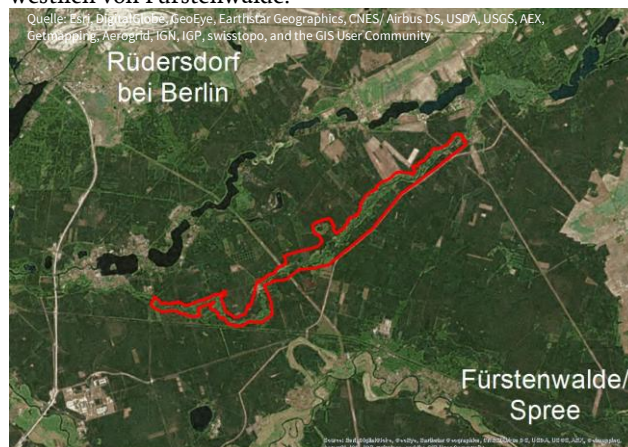 westlich von Fürstenwalde.
Quelle: Esri, DigitalGlobe, GeoEye, Earthstar Geographics, CNES/ Airbus DS, USDA, USGS, AEX,
Getmapping, Aerogrid, IGN, IGP, swisstopo, and the GIS User Community
Rüdersdorf
bei Berlin
Fürstenwalde/
Spree